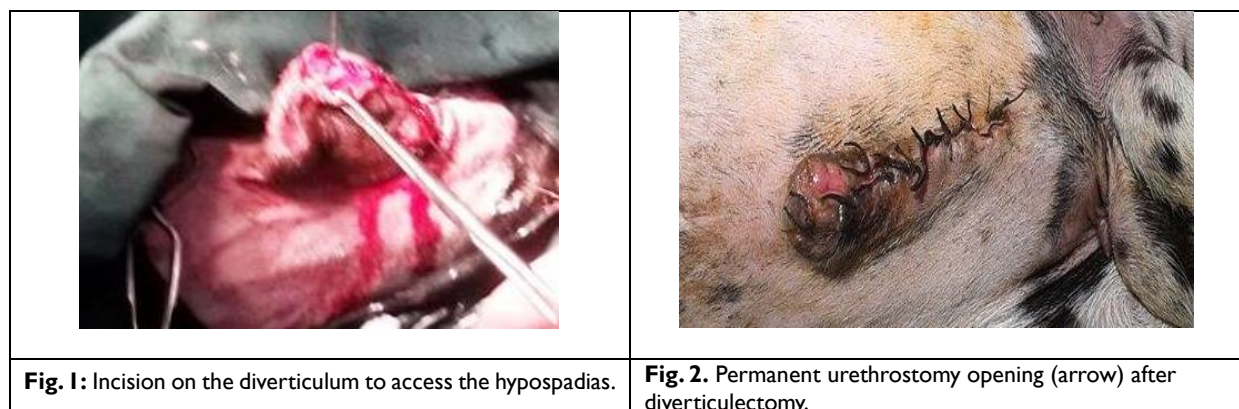 Fig. 1: Incision on the diverticulum to access the hypospadias.
Fig. 2. Permanent urethrostomy opening (arrow) after
diverticulectomy.